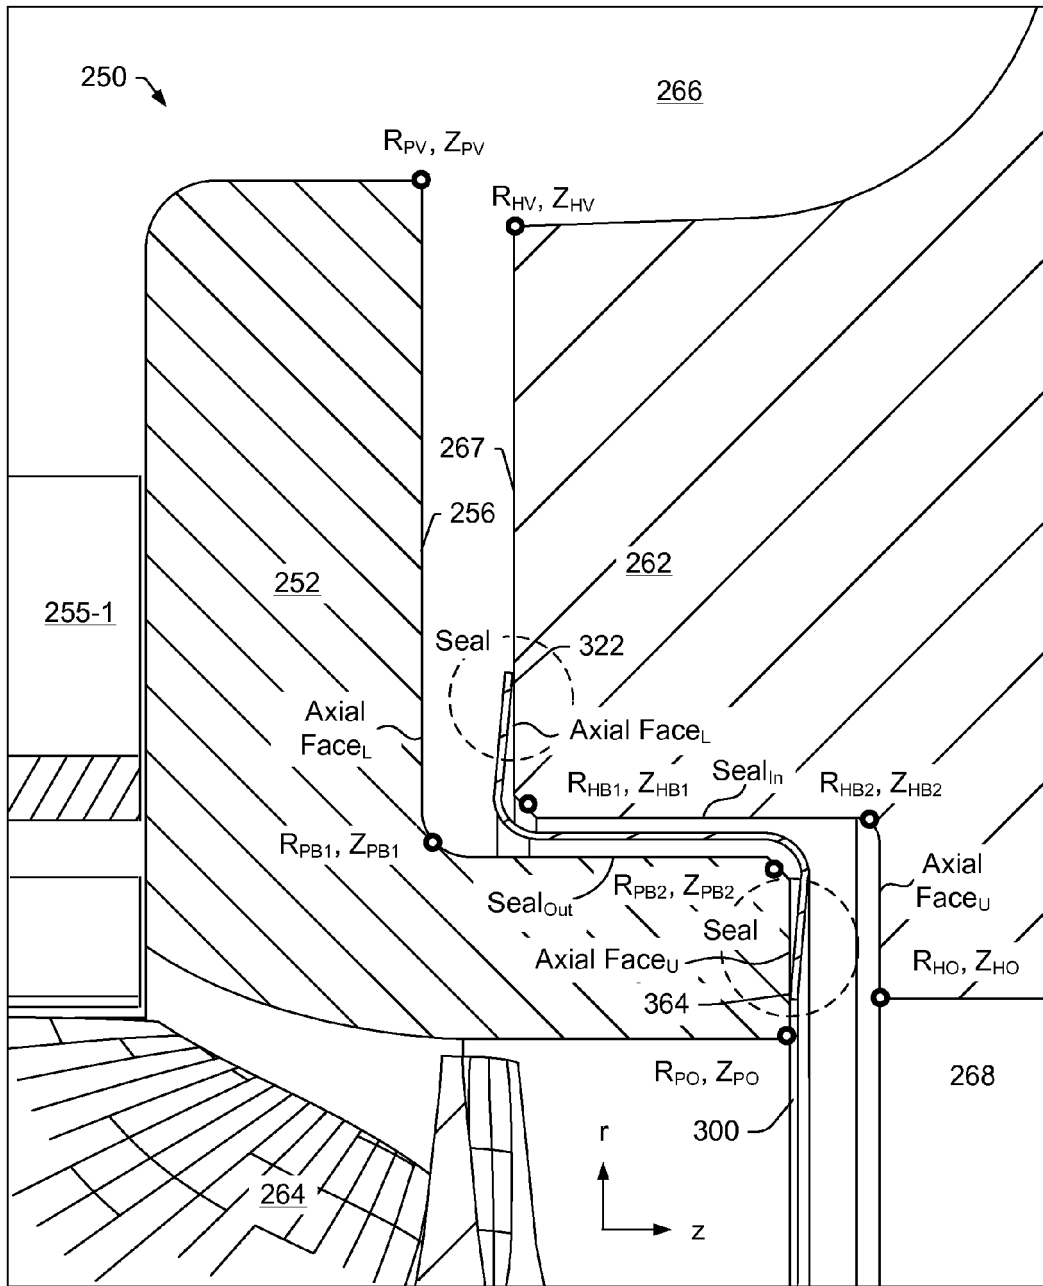 250
266
R_PV, Z_PV
R_HV, Z_HV
267
256
262
252
255-1
Seal
322
Axial
Face_L
Axial Face_L
Seal_In
R_HB1, Z_HB1
R_HB2, Z_HB2
R_PB1, Z_PB1
Axial
Face_U
R_PB2, Z_PB2
Seal_Out
Seal
Axial Face_U
R_HO, Z_HO
364
R_PO, Z_PO
268
300
r
264
z